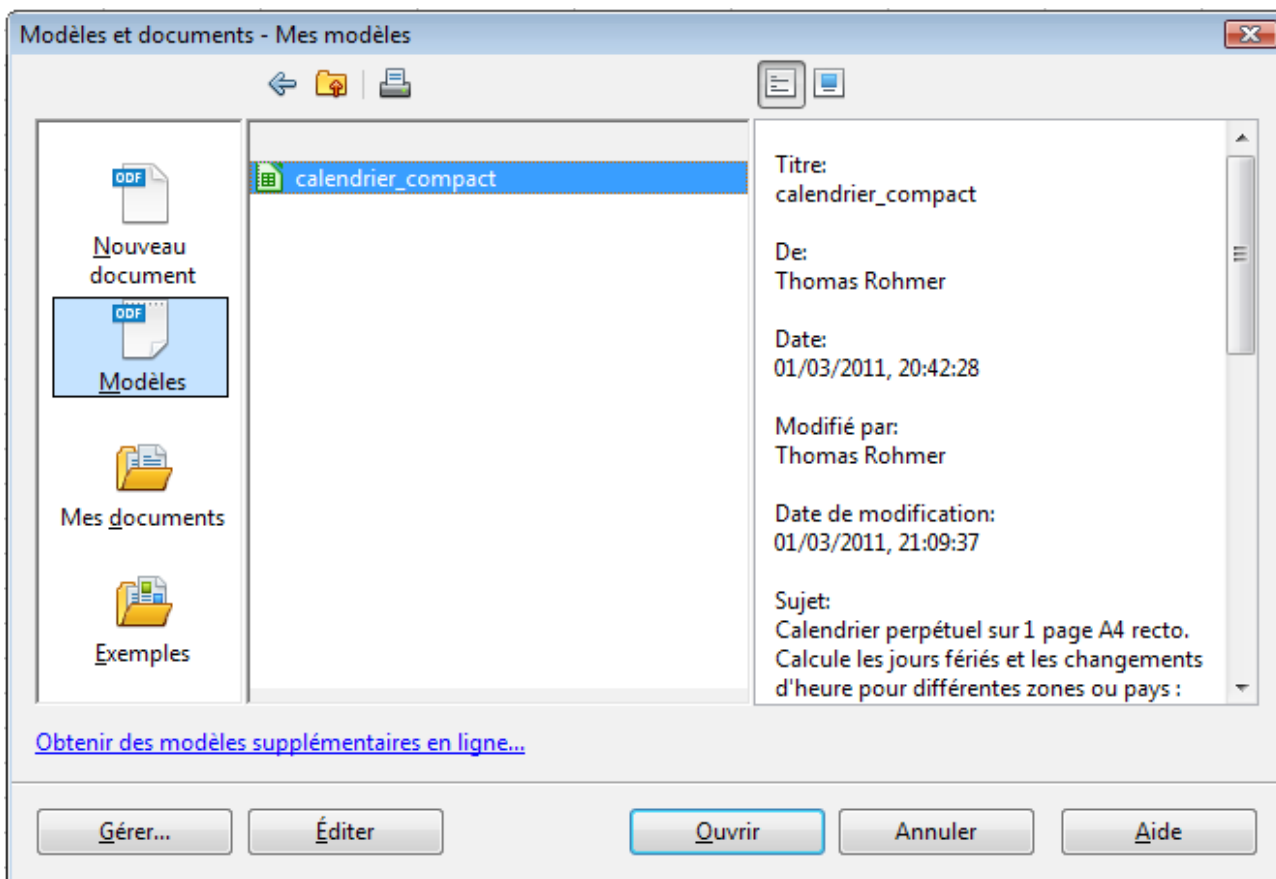 Modèles et documents - Mes modèles
ODF
Nouveau
document
ODF
Modèles
Mes documents
Exemples
calendrier_compact
Titre:
calendrier_compact
De:
Thomas Rohmer
Date:
01/03/2011, 20:42:28
Modifié par:
Thomas Rohmer
Date de modification:
01/03/2011, 21:09:37
Sujet:
Calendrier perpétuel sur 1 page A4 recto.
Calcule les jours fériés et les changements
d'heure pour différentes zones ou pays :
Obtenir des modèles supplémentaires en ligne...
Gérer...
Éditer
Ouvrir
Annuler
Aide